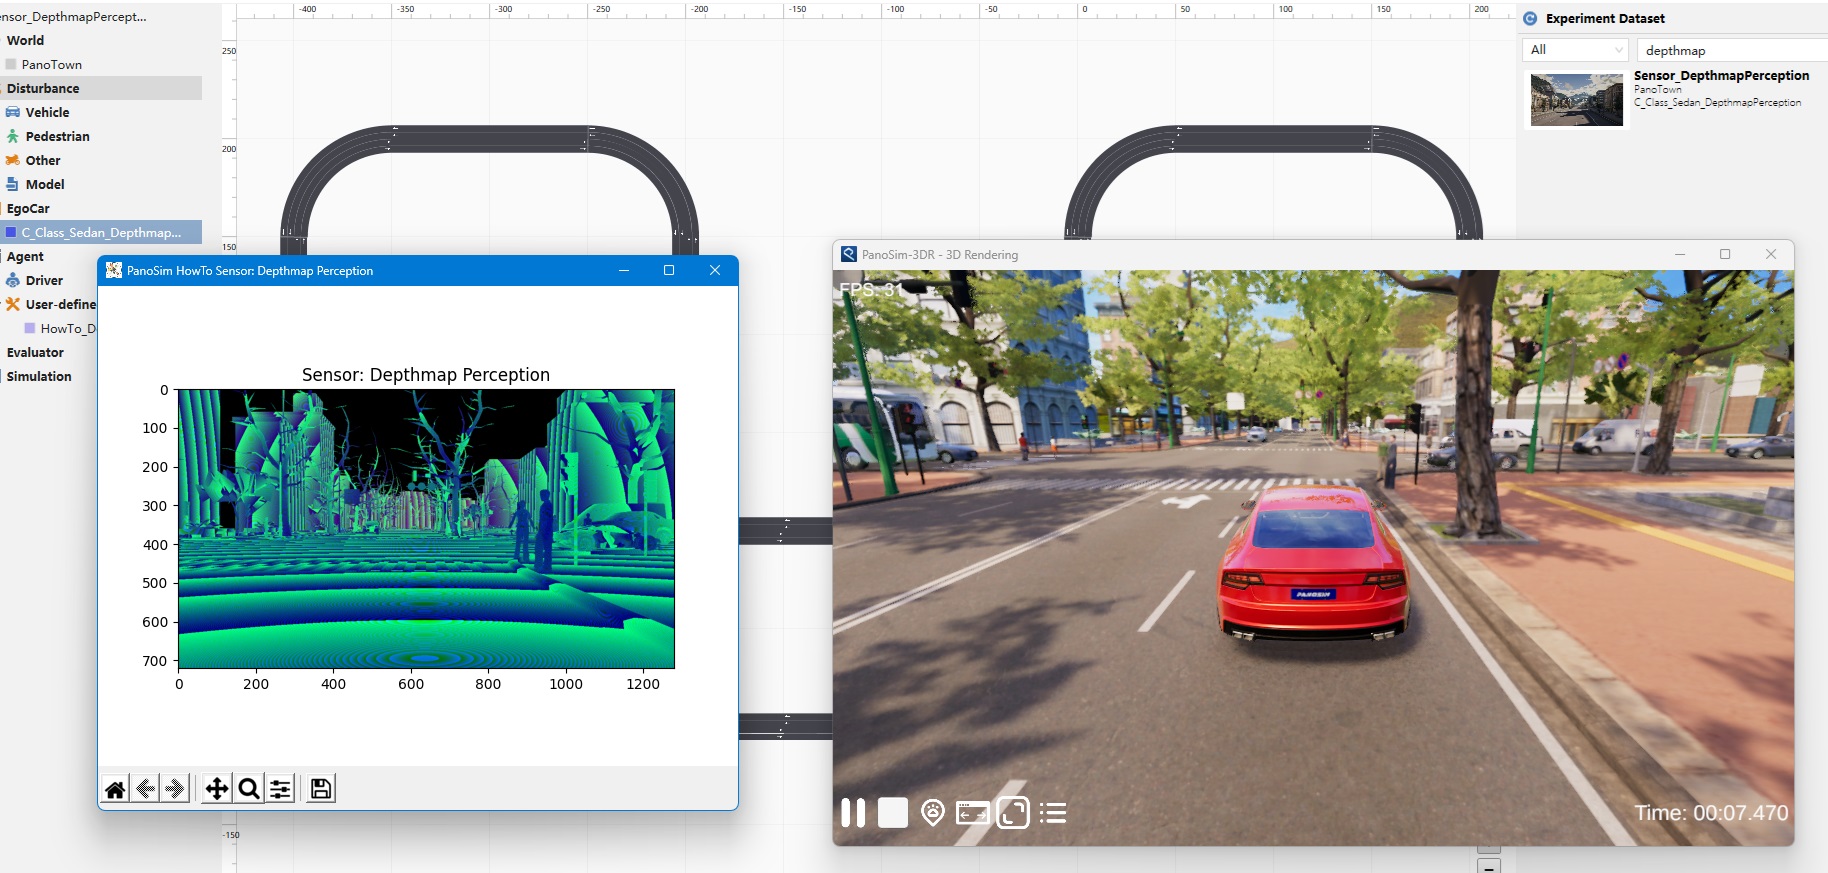 ensor_DepthmapPercept...
World
PanoTown
Disturbance
Vehicle
Pedestrian
Other
Model
EgoCar
C_Class_Sedan_Depthmap...
Agent
Driver
User-define
HowTo_D
Evaluator
Simulation
-400 -350 -300 -250 -200 -150 -100 -50 0 50 100 150 200
250
200
150
-150
Experiment Dataset
All
depthmap
Sensor_DepthmapPerception
PanoTown
C_Class_Sedan_DepthmapPerception
PanoSim HowTo Sensor: Depthmap Perception
Sensor: Depthmap Perception
0
100
200
300
400
500
600
700
0 200 400 600 800 1000 1200
PanoSim-3DR - 3D Rendering
FPS: 31
PANOSIM
Time: 00:07.470